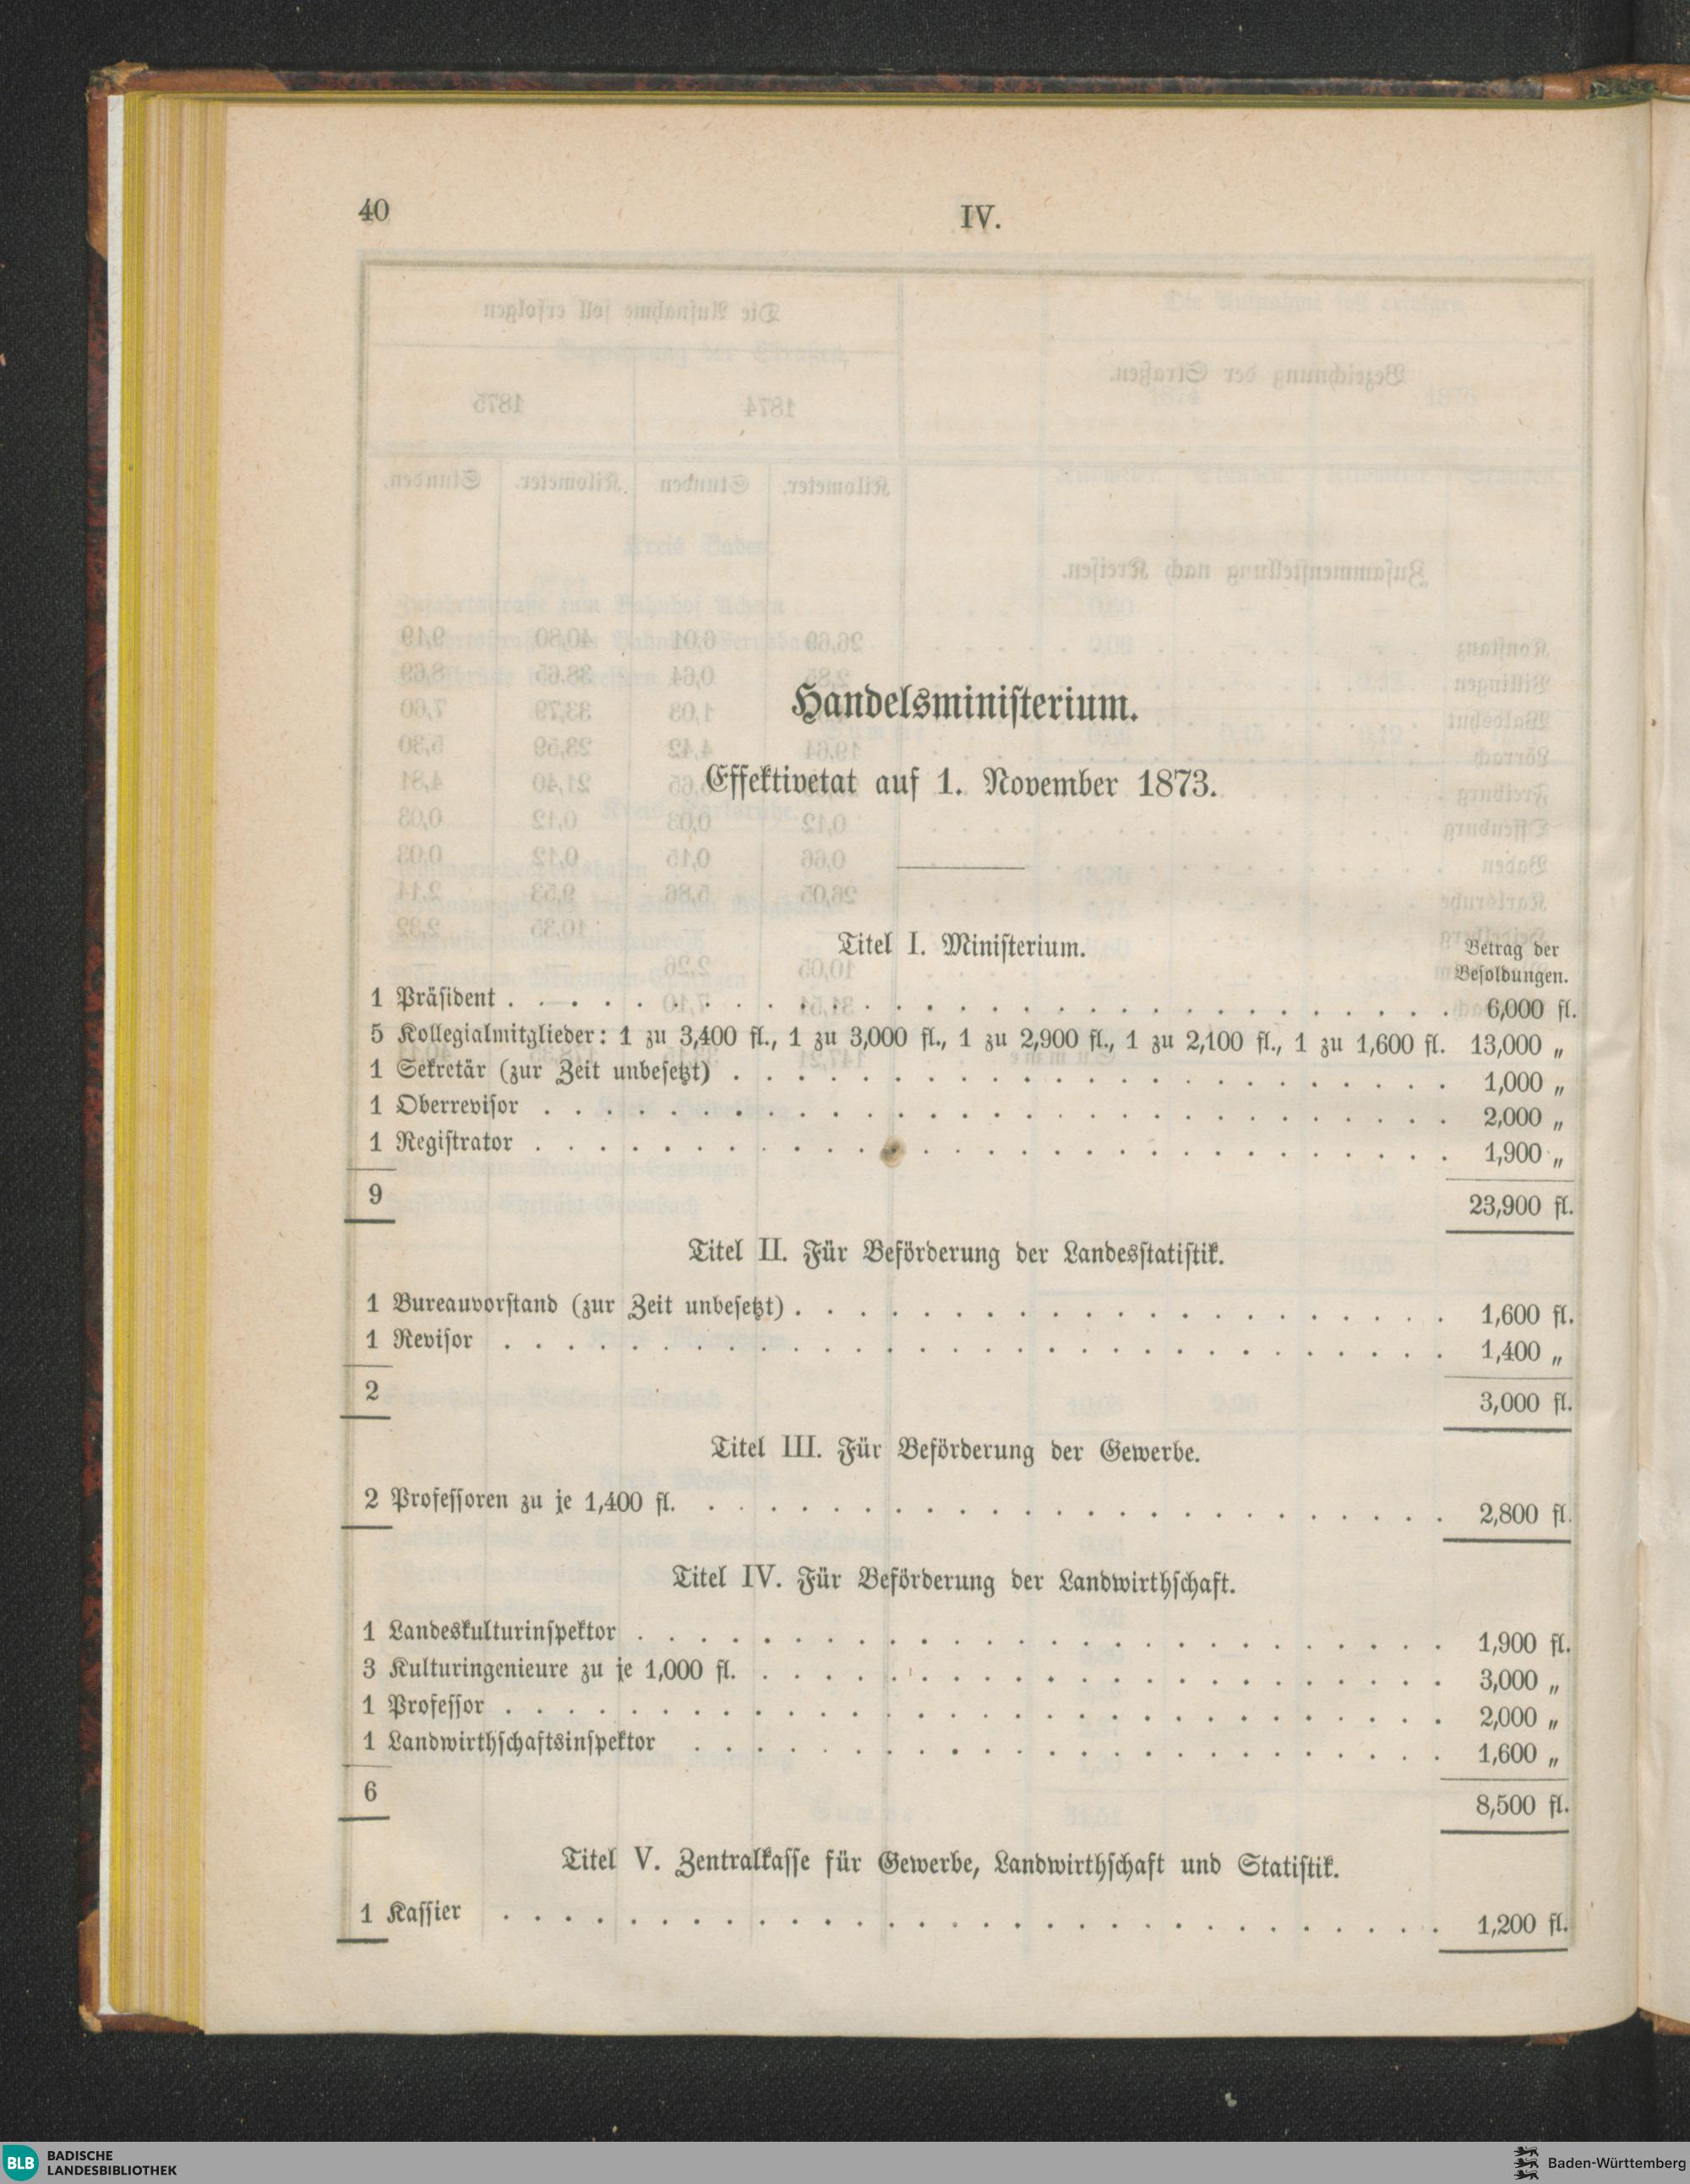 40
IV.
Handelsministerium.
Effektivetat auf 1. November 1873.
Titel I. Ministerium.
Betrag der
Besoldungen.
1 Präsident . . . . . . . . . . 6,000 fl.
5 Kollegialmitglieder: 1 zu 3,400 fl., 1 zu 3,000 fl., 1 zu 2,900 fl., 1 zu 2,100 fl., 1 zu 1,600 fl. 13,000 „
1 Sekretär (zur Zeit unbesetzt) . . . . . . . . . . 1,000 „
1 Oberrevisor . . . . . . . . . . 2,000 „
1 Registrator . . . . . . . . . . 1,900 „
9 23,900 fl.
Titel II. Für Beförderung der Landesstatistik.
1 Bureauvorstand (zur Zeit unbesetzt) . . . . . . . . . . 1,600 fl.
1 Revisor . . . . . . . . . . 1,400 „
2 3,000 fl.
Titel III. Für Beförderung der Gewerbe.
2 Professoren zu je 1,400 fl. . . . . . . . . . . 2,800 fl.
Titel IV. Für Beförderung der Landwirthschaft.
1 Landeskulturinspektor . . . . . . . . . . 1,900 fl.
3 Kulturingenieure zu je 1,000 fl. . . . . . . . . . . 3,000 „
1 Professor . . . . . . . . . . 2,000 „
1 Landwirthschaftsinspektor . . . . . . . . . . 1,600 „
6 8,500 fl.
Titel V. Zentralkasse für Gewerbe, Landwirthschaft und Statistik.
1 Kassier . . . . . . . . . . 1,200 fl.
BLB BADISCHE
LANDESBIBLIOTHEK
Baden-Württemberg